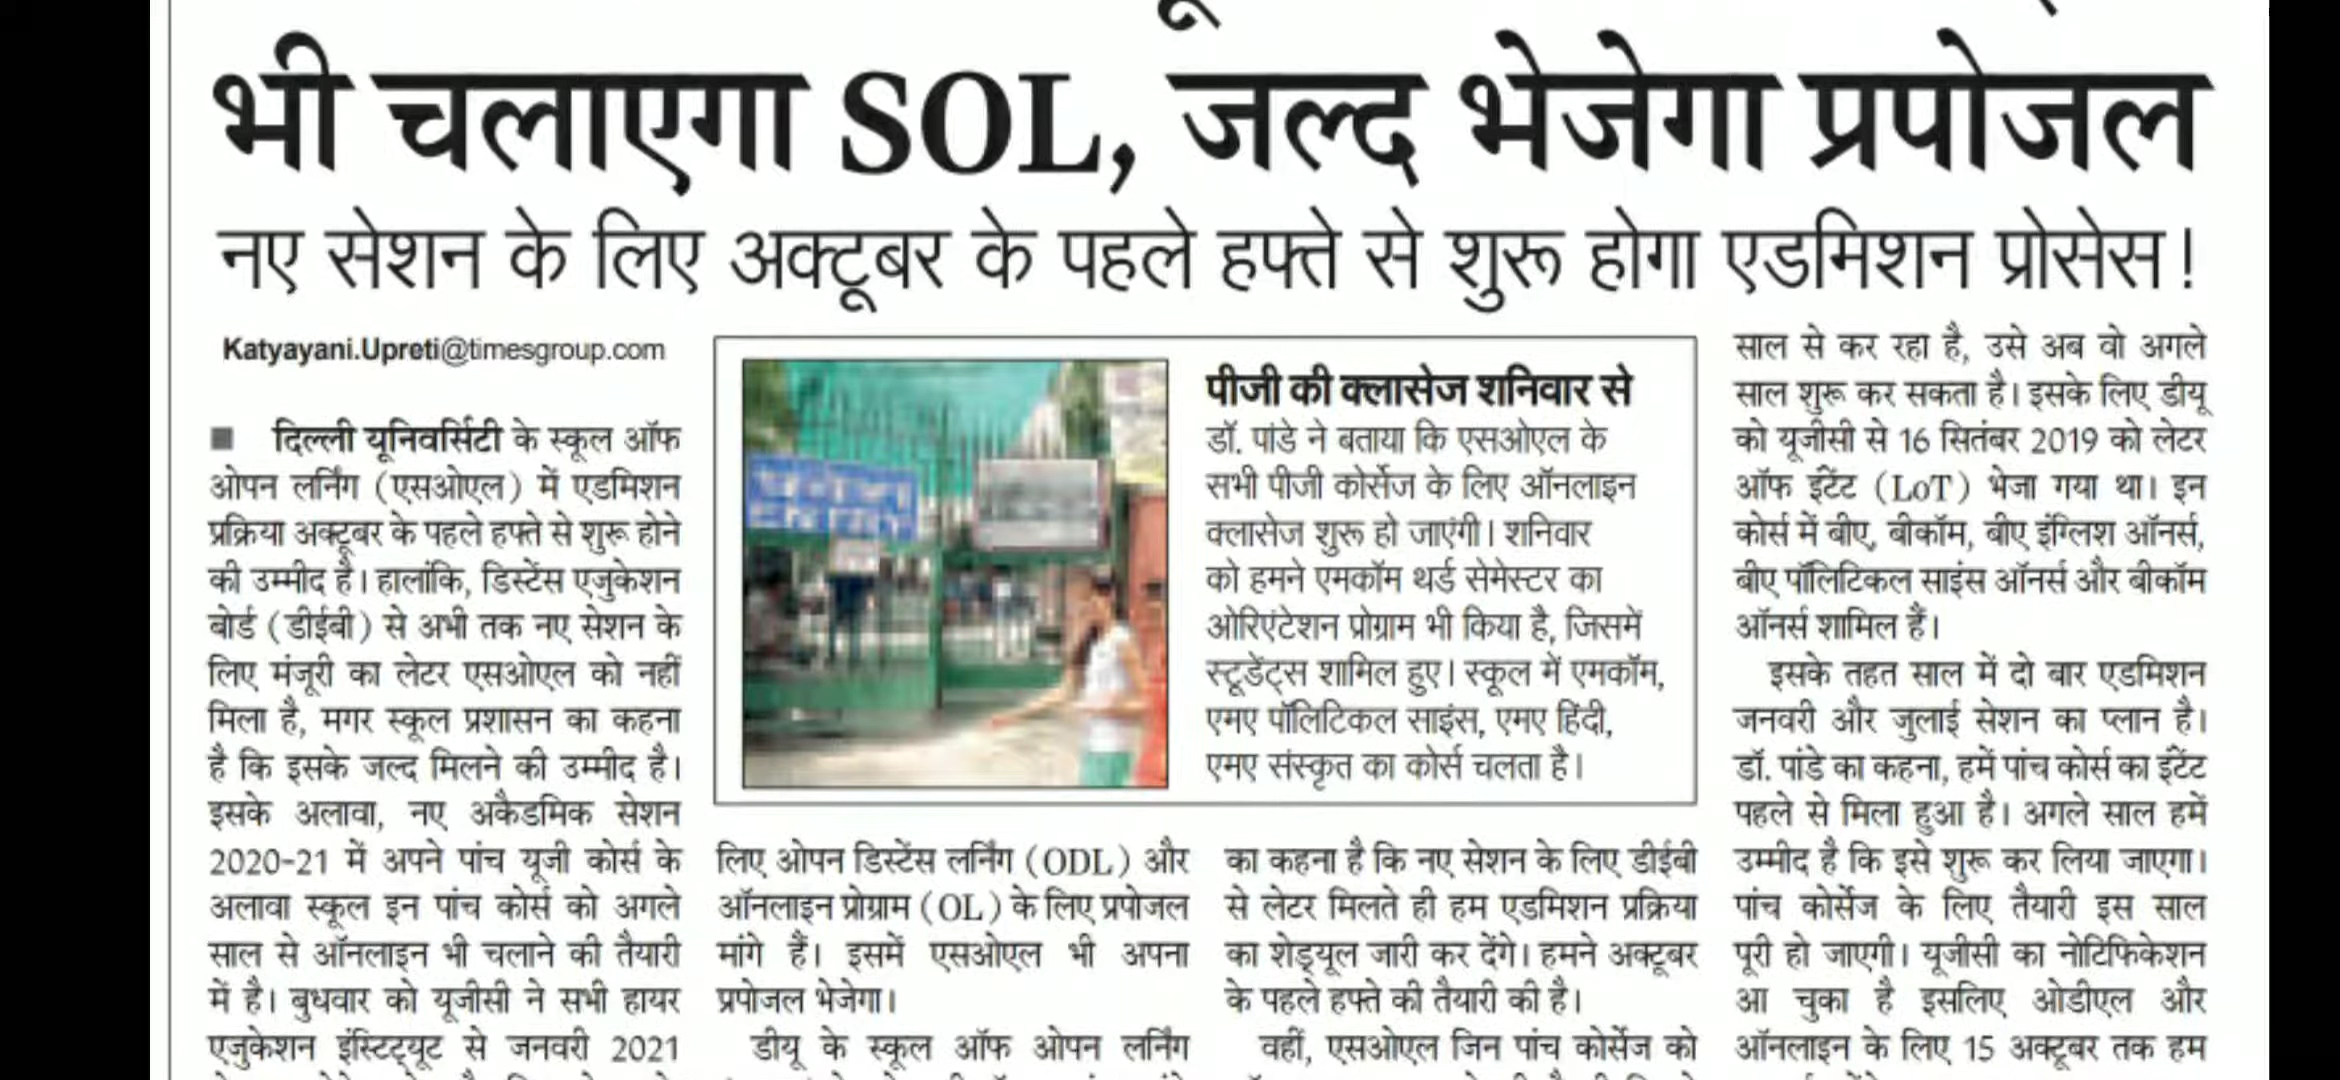 भी चलाएगा SOL, जल्द भेजेगा प्रपोजल
नए सेशन के लिए अक्टूबर के पहले हफ्ते से शुरू होगा एडमिशन प्रोसेस!
Katyayani.Upreti@timesgroup.com
■ दिल्ली यूनिवर्सिटी के स्कूल ऑफ
ओपन लर्निंग (एसओएल) में एडमिशन
प्रक्रिया अक्टूबर के पहले हफ्ते से शुरू होने
की उम्मीद है। हालांकि, डिस्टेंस एजुकेशन
बोर्ड (डीईबी) से अभी तक नए सेशन के
लिए मंजूरी का लेटर एसओएल को नहीं
मिला है, मगर स्कूल प्रशासन का कहना
है कि इसके जल्द मिलने की उम्मीद है।
इसके अलावा, नए अकैडमिक सेशन
2020-21 में अपने पांच यूजी कोर्स के
अलावा स्कूल इन पांच कोर्स को अगले
साल से ऑनलाइन भी चलाने की तैयारी
में है। बुधवार को यूजीसी ने सभी हायर
एजुकेशन इंस्टिट्यूट से जनवरी 2021
पीजी की क्लासेज शनिवार से
डॉ. पांडे ने बताया कि एसओएल के
सभी पीजी कोर्सेज के लिए ऑनलाइन
क्लासेज शुरू हो जाएंगी। शनिवार
को हमने एमकॉम थर्ड सेमेस्टर का
ओरिएंटेशन प्रोग्राम भी किया है, जिसमें
स्टूडेंट्स शामिल हुए। स्कूल में एमकॉम,
एमए पॉलिटिकल साइंस, एमए हिंदी,
एमए संस्कृत का कोर्स चलता है।
लिए ओपन डिस्टेंस लर्निंग (ODL) और
ऑनलाइन प्रोग्राम (OL) के लिए प्रपोजल
मांगे हैं। इसमें एसओएल भी अपना
प्रपोजल भेजेगा।
डीयू के स्कूल ऑफ ओपन लर्निंग
का कहना है कि नए सेशन के लिए डीईबी
से लेटर मिलते ही हम एडमिशन प्रक्रिया
का शेड्यूल जारी कर देंगे। हमने अक्टूबर
के पहले हफ्ते की तैयारी की है।
वहीं, एसओएल जिन पांच कोर्सेज को
साल से कर रहा है, उसे अब वो अगले
साल शुरू कर सकता है। इसके लिए डीयू
को यूजीसी से 16 सितंबर 2019 को लेटर
ऑफ इंटेंट (LoT) भेजा गया था। इन
कोर्स में बीए, बीकॉम, बीए इंग्लिश ऑनर्स,
बीए पॉलिटिकल साइंस ऑनर्स और बीकॉम
ऑनर्स शामिल हैं।
इसके तहत साल में दो बार एडमिशन
जनवरी और जुलाई सेशन का प्लान है।
डॉ. पांडे का कहना, हमें पांच कोर्स का इंटेंट
पहले से मिला हुआ है। अगले साल हमें
उम्मीद है कि इसे शुरू कर लिया जाएगा।
पांच कोर्सेज के लिए तैयारी इस साल
पूरी हो जाएगी। यूजीसी का नोटिफिकेशन
आ चुका है इसलिए ओडीएल और
ऑनलाइन के लिए 15 अक्टूबर तक हम